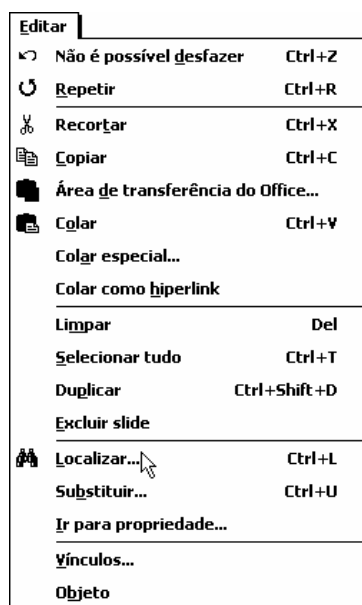 Editar
Não é possível desfazer Ctrl+Z
Repetir Ctrl+R
Recortar Ctrl+X
Copiar Ctrl+C
Área de transferência do Office...
Colar Ctrl+V
Colar especial...
Colar como hiperlink
Limpar Del
Selecionar tudo Ctrl+T
Duplicar Ctrl+Shift+D
Excluir slide
Localizar... Ctrl+L
Substituir... Ctrl+U
Ir para propriedade...
Vínculos...
Objeto